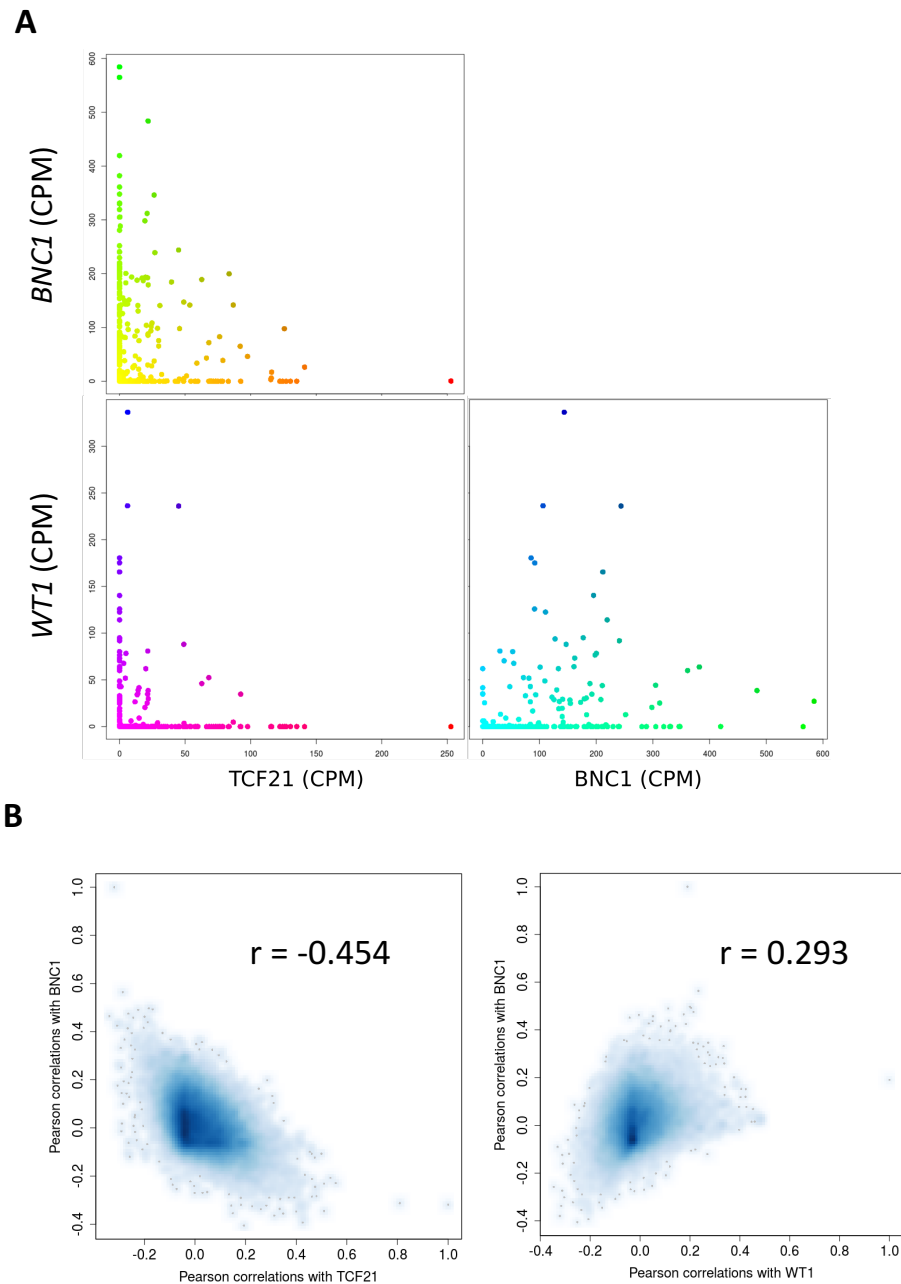 A
600
500
400
300
200
100
0
BNC1 (CPM)
300
250
200
150
100
50
0
WT1 (CPM)
0 50 100 150 200 250
0 100 200 300 400 500 600
TCF21 (CPM)
BNC1 (CPM)
B
1.0
0.8
0.6
0.4
0.2
0.0
-0.2
-0.4
Pearson correlations with BNC1
r = -0.454
-0.2 0.0 0.2 0.4 0.6 0.8 1.0
Pearson correlations with TCF21
1.0
0.8
0.6
0.4
0.2
0.0
-0.2
-0.4
Pearson correlations with BNC1
r = 0.293
-0.4 -0.2 0.0 0.2 0.4 0.6 0.8 1.0
Pearson correlations with WT1